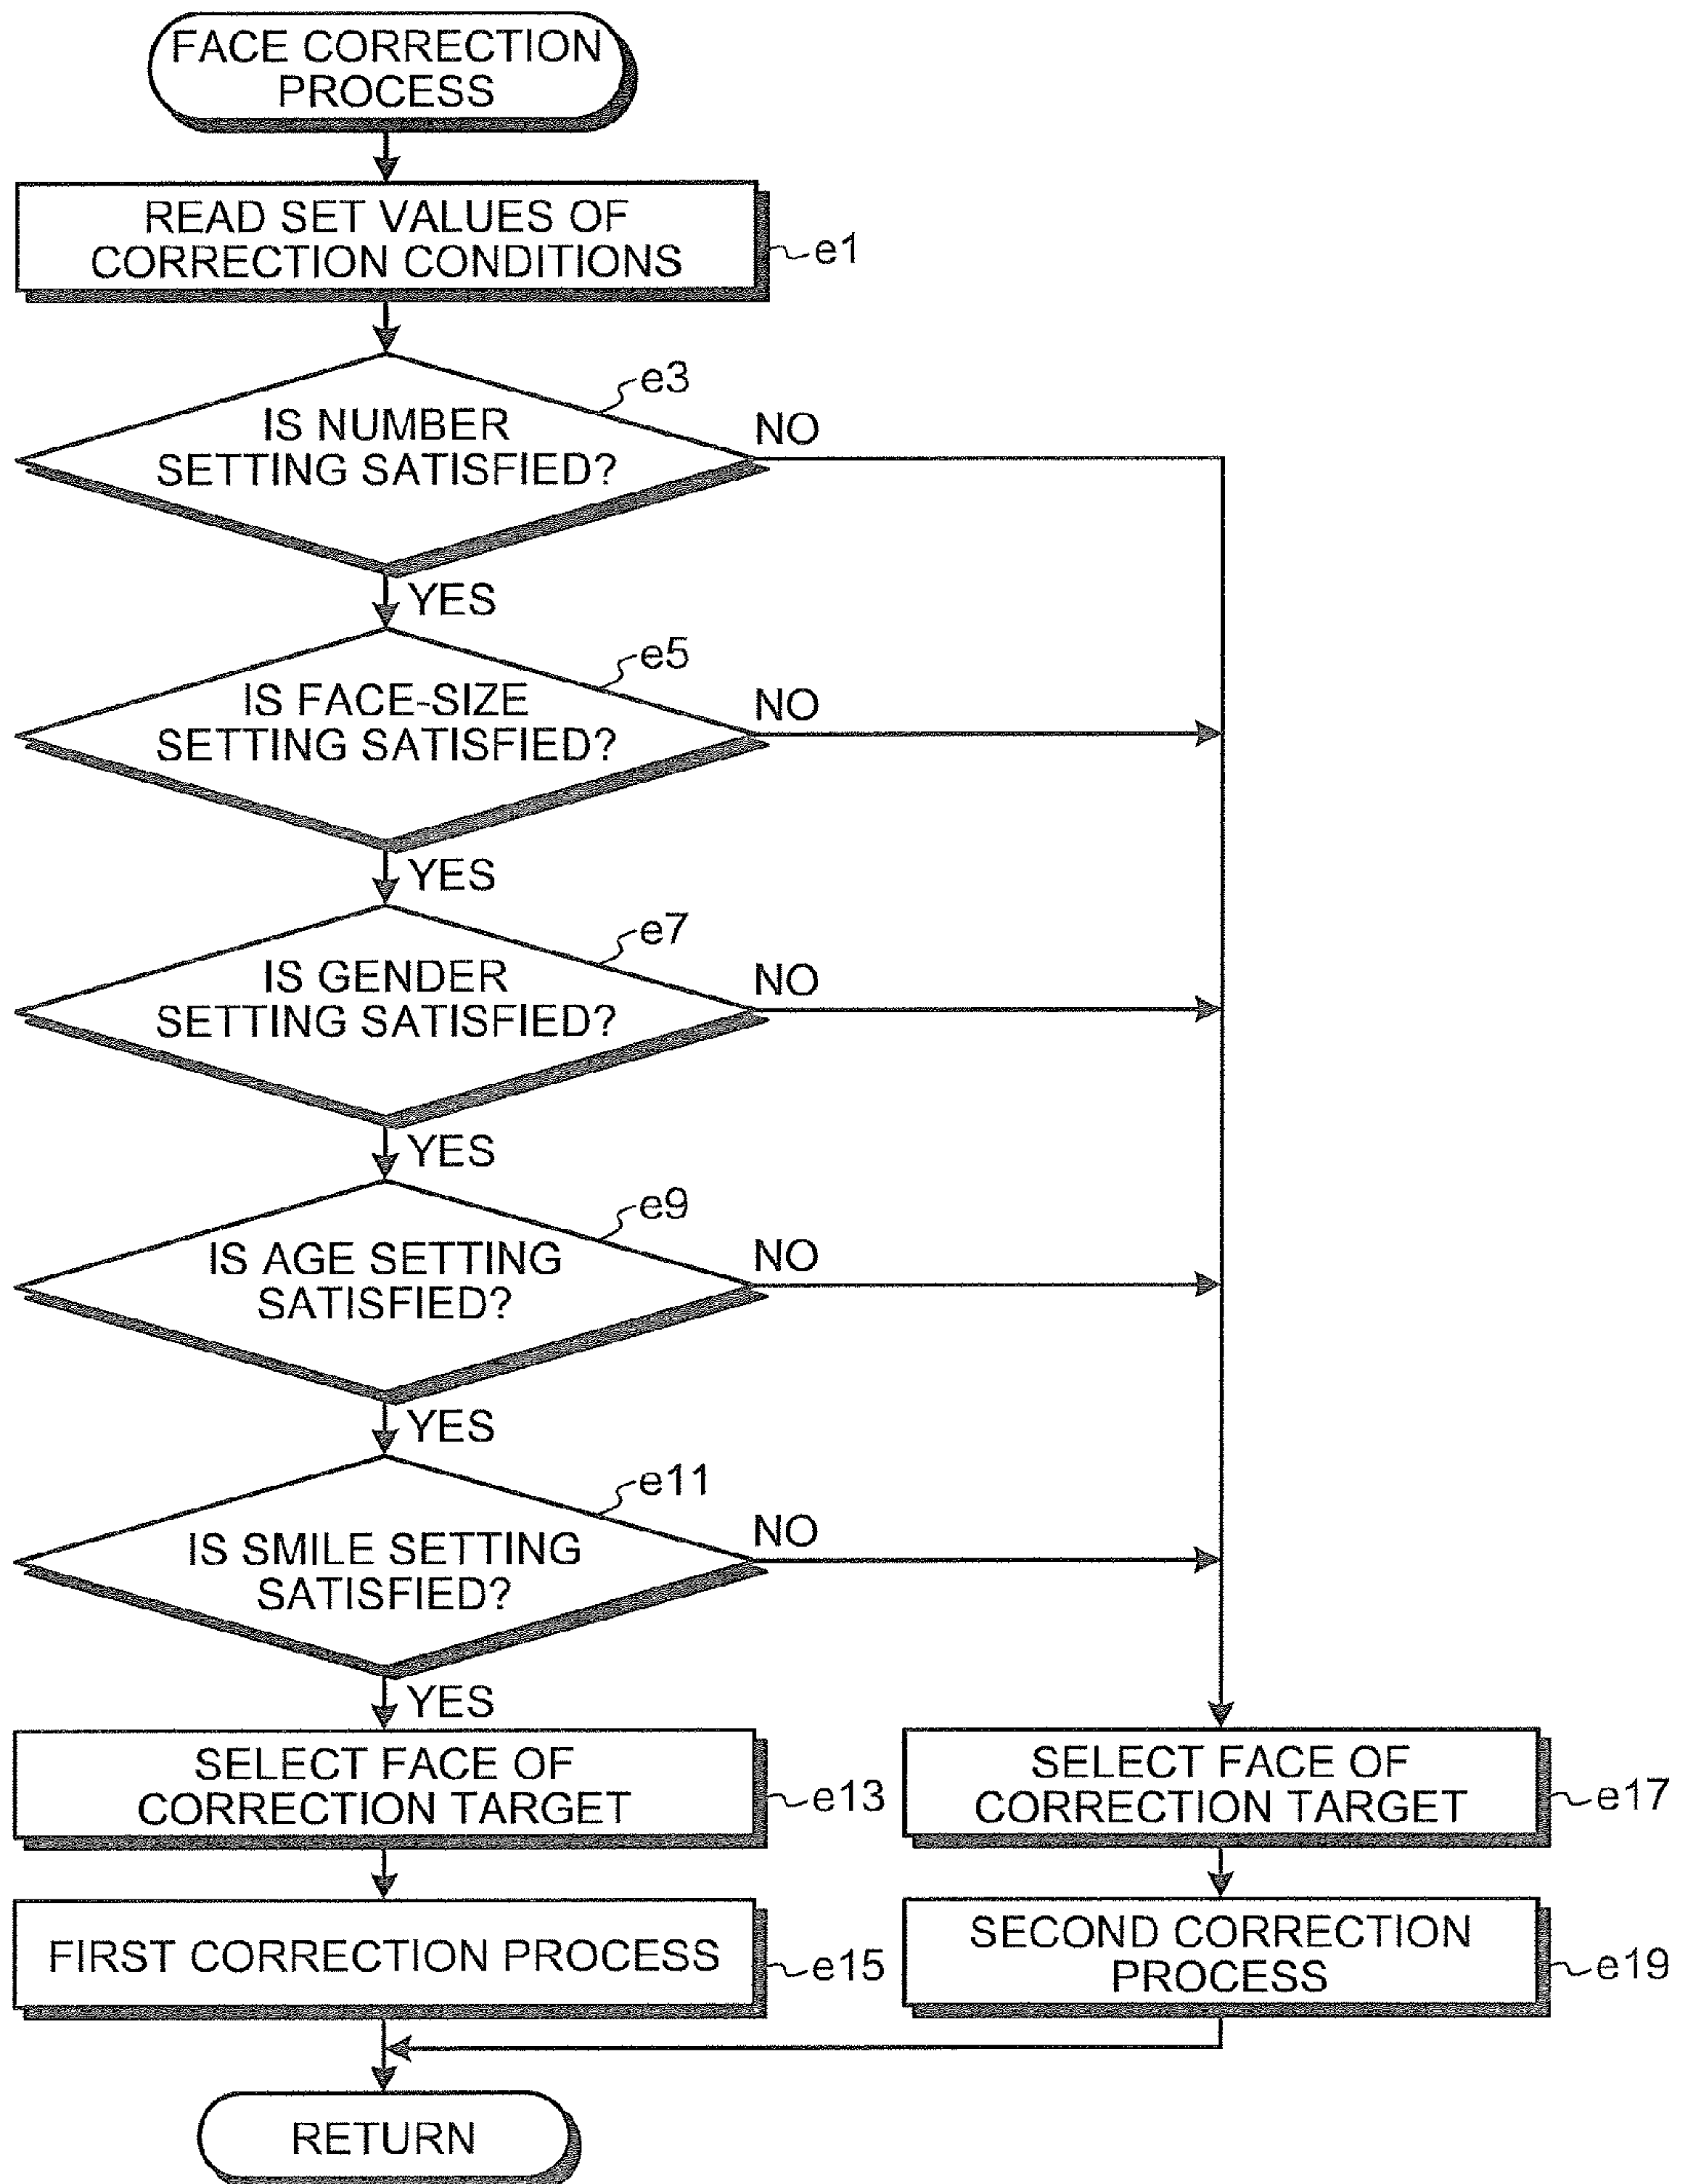 FACE CORRECTION
PROCESS
READ SET VALUES OF
CORRECTION CONDITIONS
e1
e3
IS NUMBER
SETTING SATISFIED?
NO
YES
e5
IS FACE-SIZE
SETTING SATISFIED?
NO
YES
e7
IS GENDER
SETTING SATISFIED?
NO
YES
e9
IS AGE SETTING
SATISFIED?
NO
YES
e11
IS SMILE SETTING
SATISFIED?
NO
YES
SELECT FACE OF
CORRECTION TARGET
e13
SELECT FACE OF
CORRECTION TARGET
e17
FIRST CORRECTION PROCESS
e15
SECOND CORRECTION
PROCESS
e19
RETURN